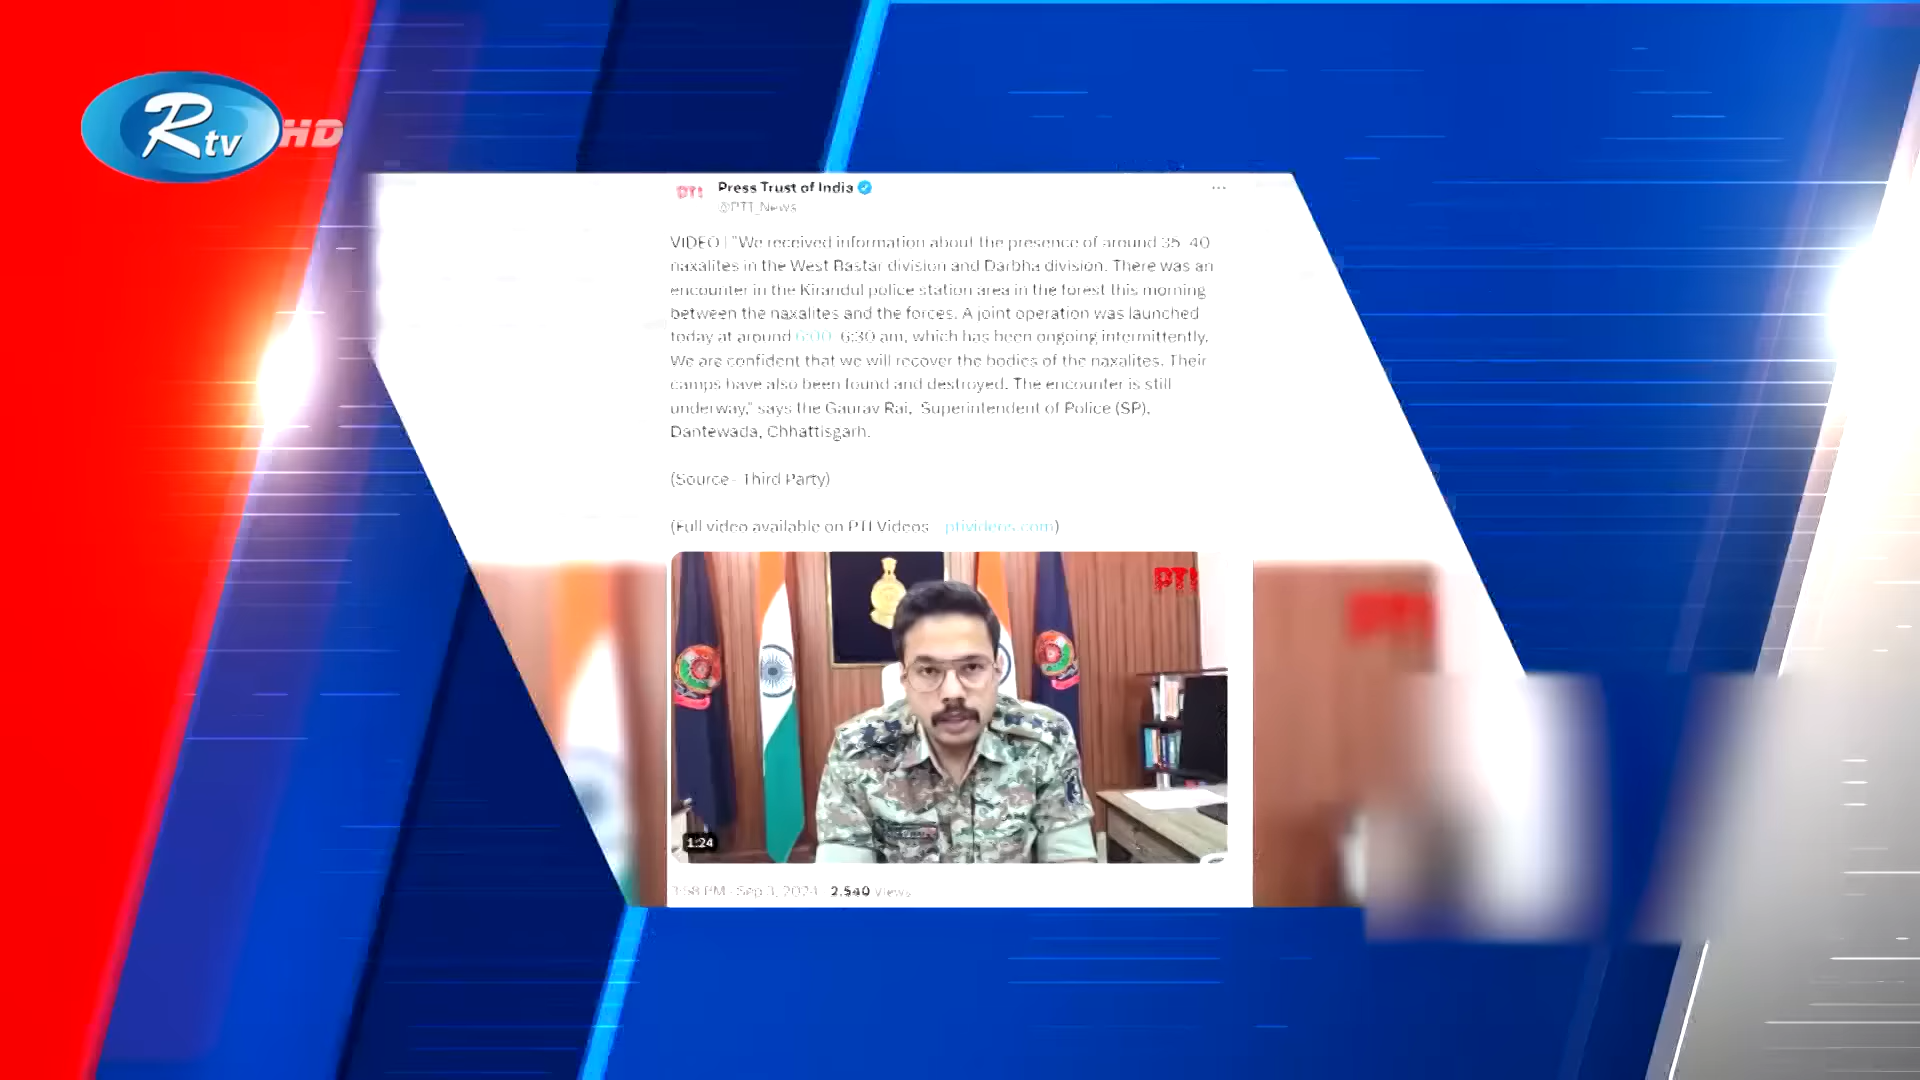 Rtv HD
PTI Press Trust of India
@PTI_News
VIDEO | "We received information about the presence of around 35-40
naxalites in the West Bastar division and Darbha division. There was an
encounter in the Kirandul police station area in the forest this morning
between the naxalites and the forces. A joint operation was launched
today at around 6:00-6:30 am, which has been ongoing intermittently.
We are confident that we will recover the bodies of the naxalites. Their
camps have also been found and destroyed. The encounter is still
underway," says the Gaurav Rai, Superintendent of Police (SP),
Dantewada, Chhattisgarh.
(Source - Third Party)
(Full video available on PTI Videos - ptivideos.com)
PTI
PTI
1:24
3:58 PM · Sep 3, 2024 · 2,540 Views